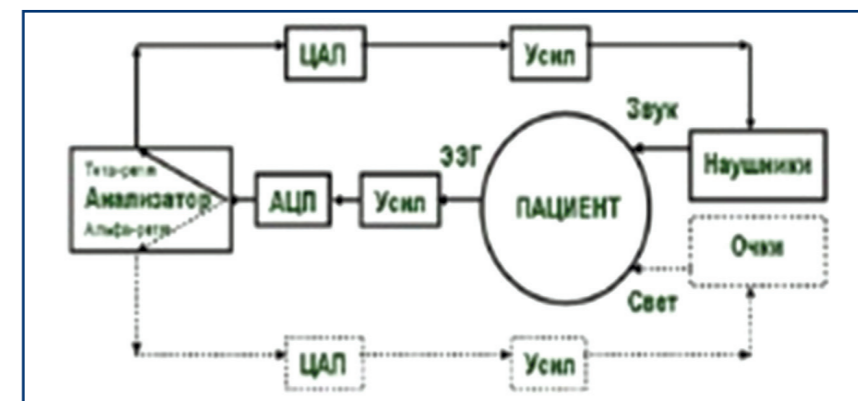 ЦАП
Усил
Звук
ЭЭГ
Наушники
Анализатор
АЦП
Усил
ПАЦИЕНТ
Очки
Свет
ЦАП
Усил